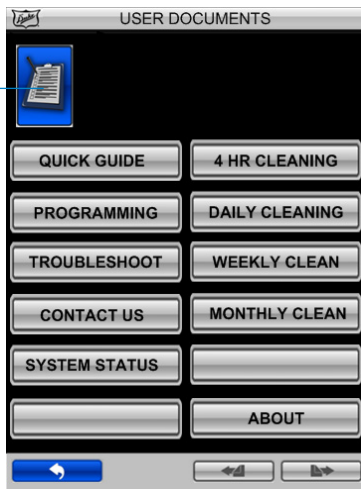 Duke
USER DOCUMENTS
QUICK GUIDE
4 HR CLEANING
PROGRAMMING
DAILY CLEANING
TROUBLESHOOT
WEEKLY CLEAN
CONTACT US
MONTHLY CLEAN
SYSTEM STATUS
ABOUT